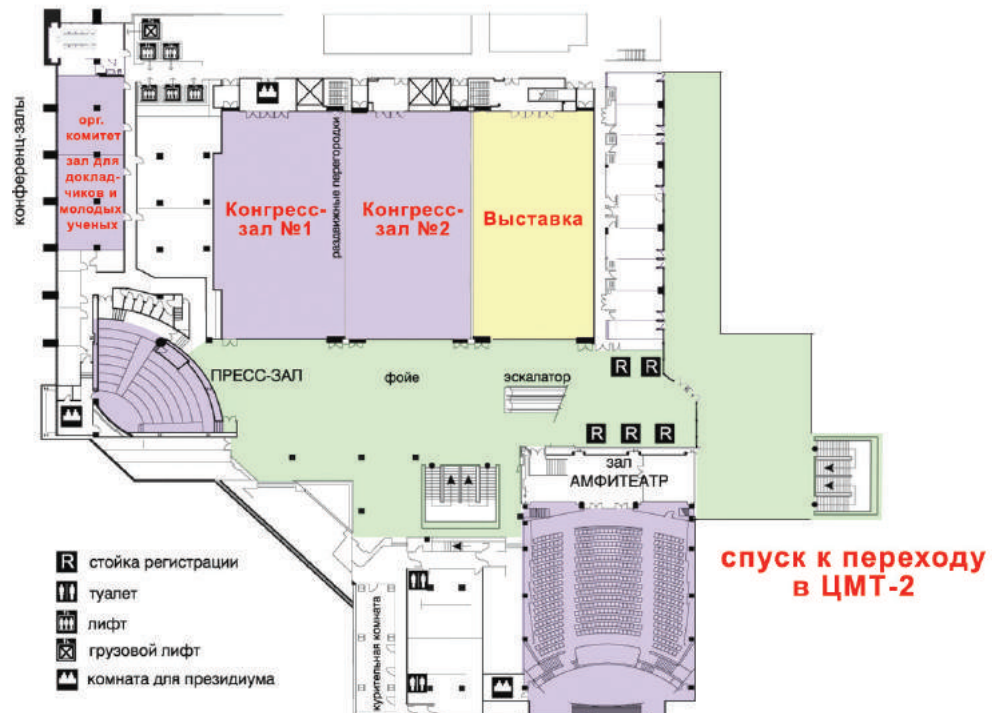 конференц-залы
орг.
комитет
зал для
доклад-
чиков и
молодых
ученых
Конгресс-
зал №1
раздвижные перегородки
Конгресс-
зал №2
Выставка
ПРЕСС-ЗАЛ
фойе
эскалатор
R R
R R R
зал
АМФИТЕАТР
спуск к переходу
в ЦМТ-2
R стойка регистрации
туалет
лифт
грузовой лифт
комната для президиума
курительная комната